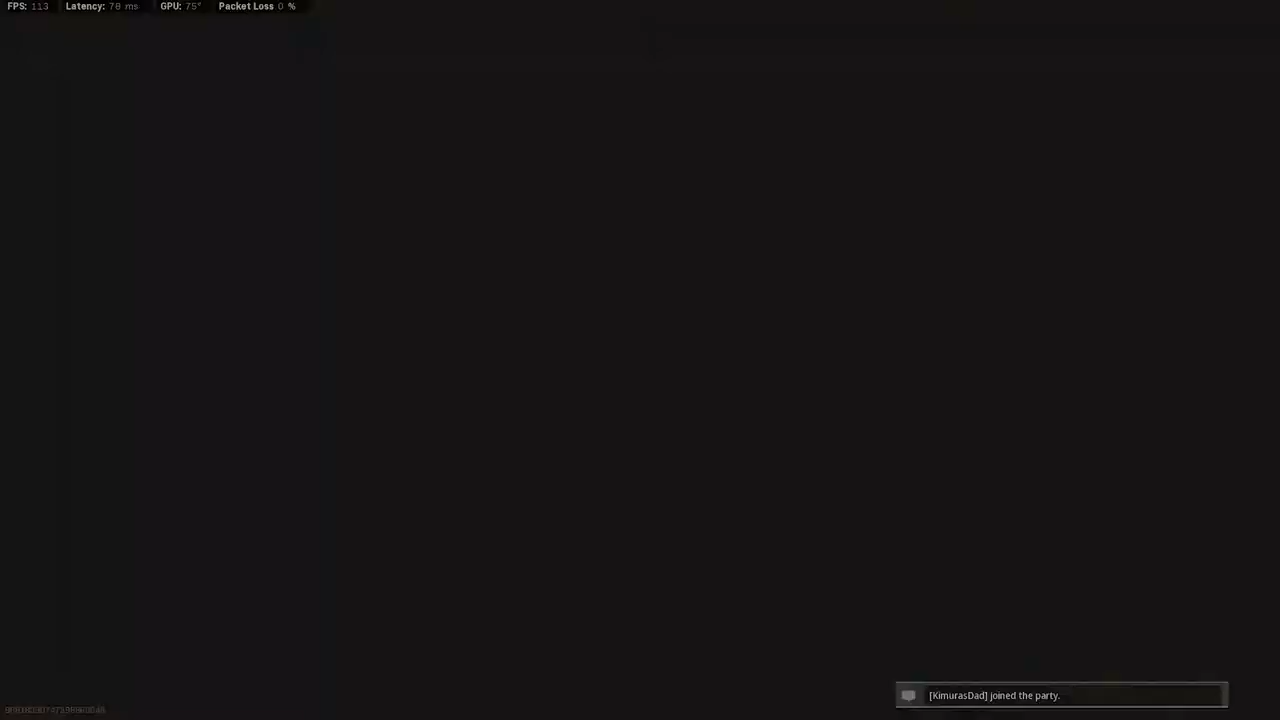 FPS: 113 Latency: 78 ms GPU: 75° Packet Loss 0 %
[KimurasDad] joined the party.